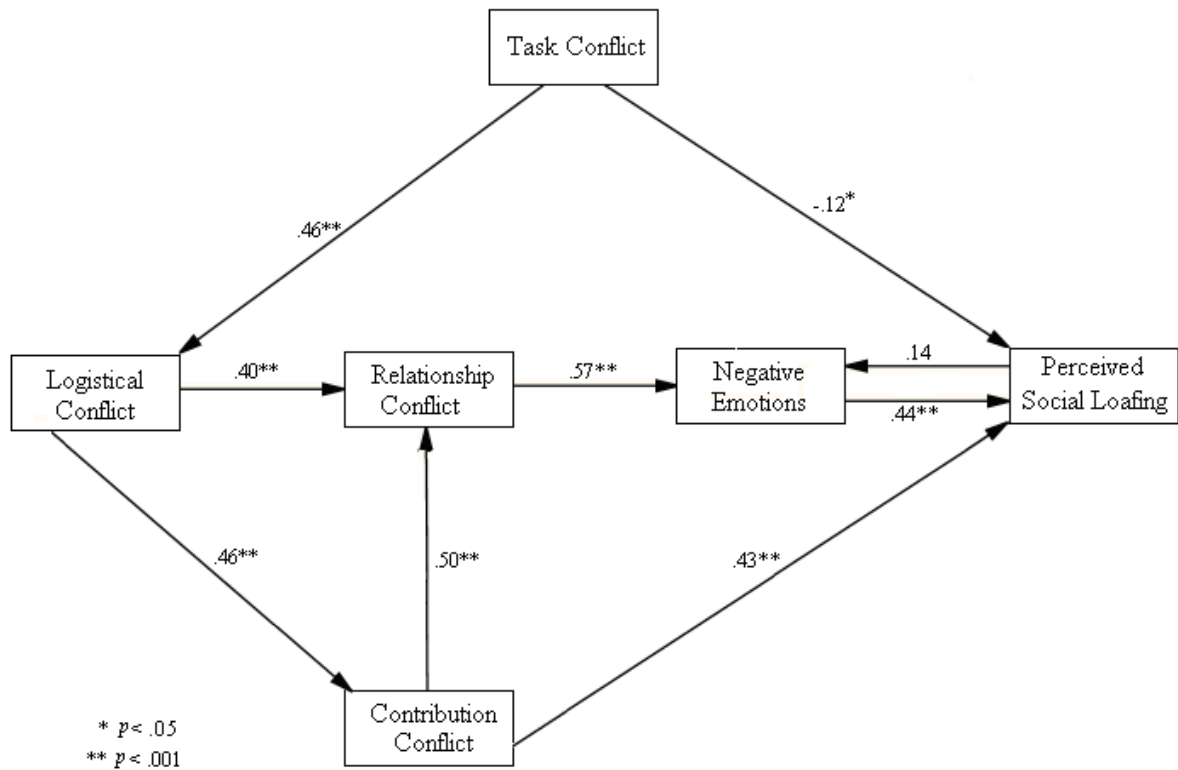 Task Conflict
.46**
-.12*
Logistical
Conflict
.40**
Relationship
Conflict
.57**
Negative
Emotions
.14
.44**
Perceived
Social Loafing
.46**
.50**
.43**
Contribution
Conflict
* p< .05
** p< .001